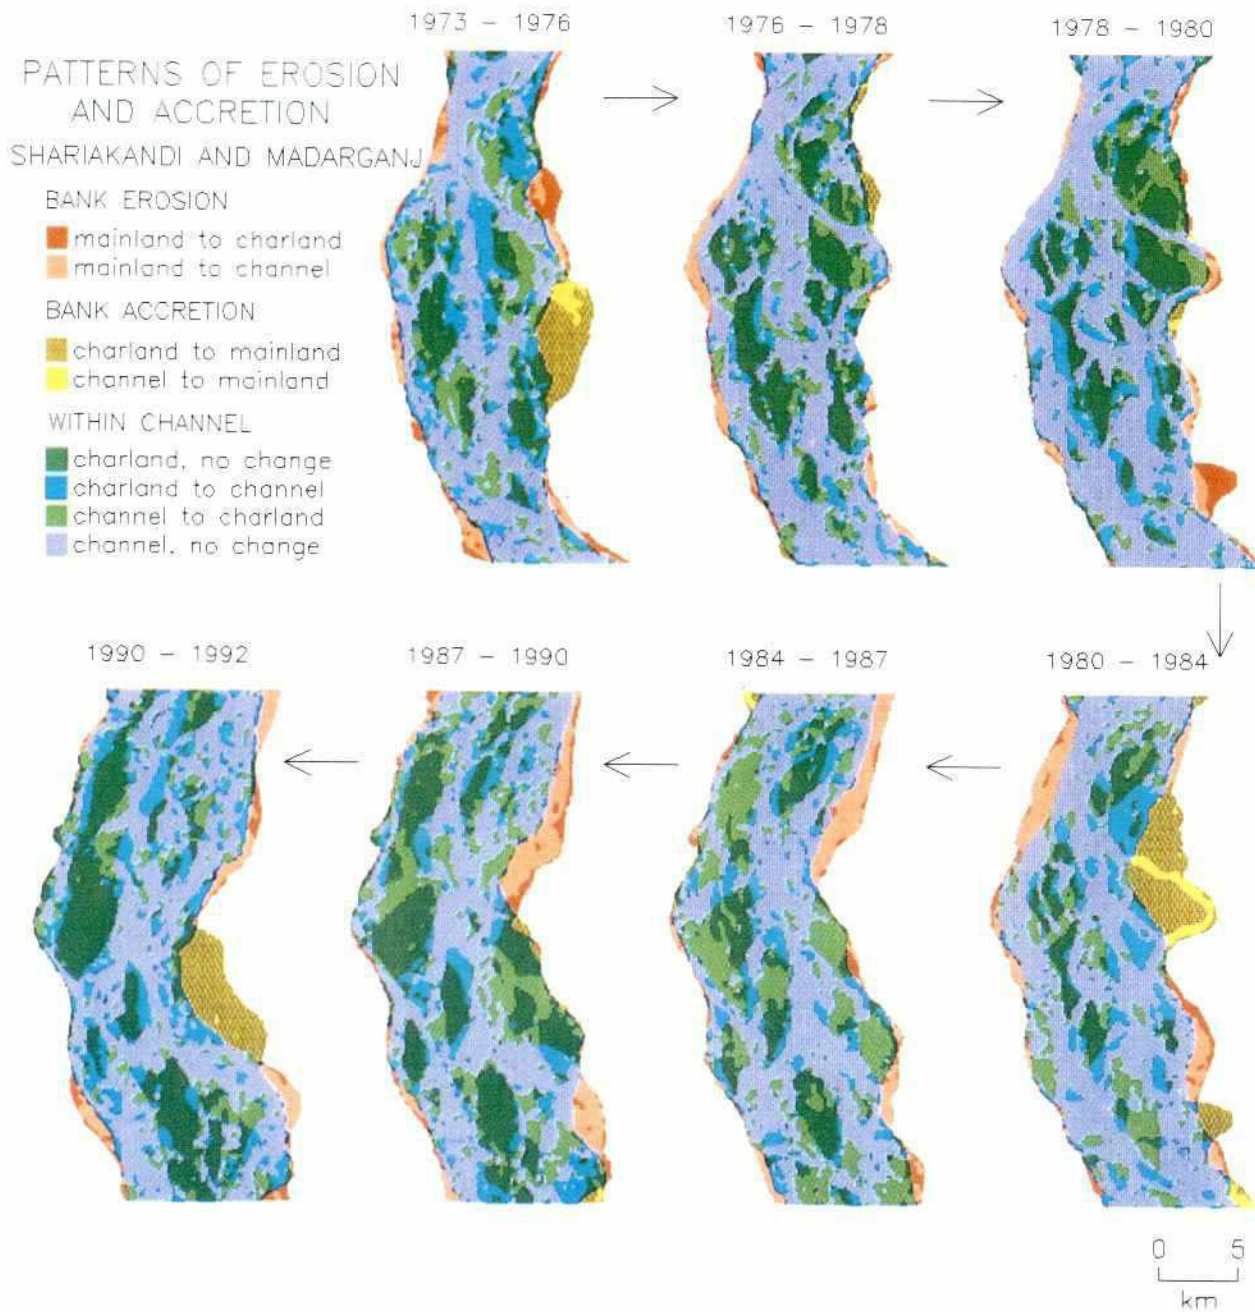 1973 – 1976
1976 – 1978
1978 – 1980
PATTERNS OF EROSION
AND ACCRETION
SHARIAKANDI AND MADARGANJ
BANK EROSION
mainland to charland
mainland to channel
BANK ACCRETION
charland to mainland
channel to mainland
WITHIN CHANNEL
charland, no change
charland to channel
channel to charland
channel, no change
1990 – 1992
1987 – 1990
1984 – 1987
1980 – 1984
0 5
km